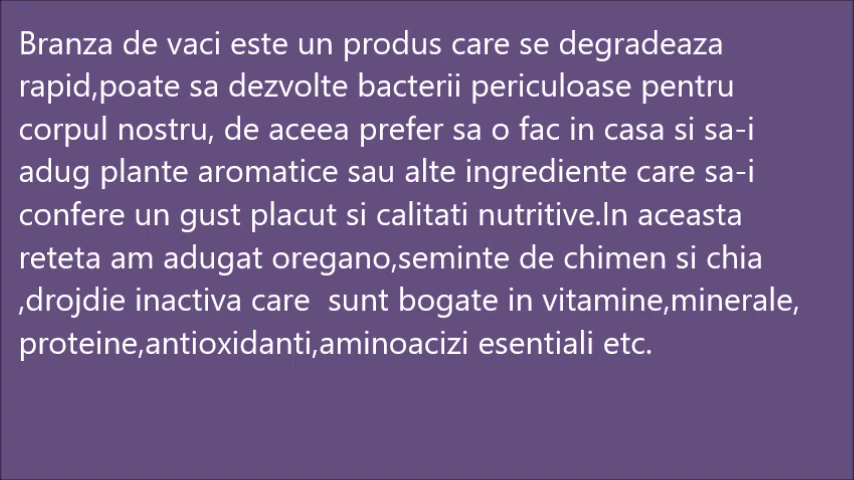 Branza de vaci este un produs care se degradeaza
rapid,poate sa dezvolte bacterii periculoase pentru
corpul nostru, de aceea prefer sa o fac in casa si sa-i
adug plante aromatice sau alte ingrediente care sa-i
confere un gust placut si calitati nutritive.In aceasta
reteta am adugat oregano,seminte de chimen si chia
,drojdie inactiva care  sunt bogate in vitamine,minerale,
proteine,antioxidanti,aminoacizi esentiali etc.